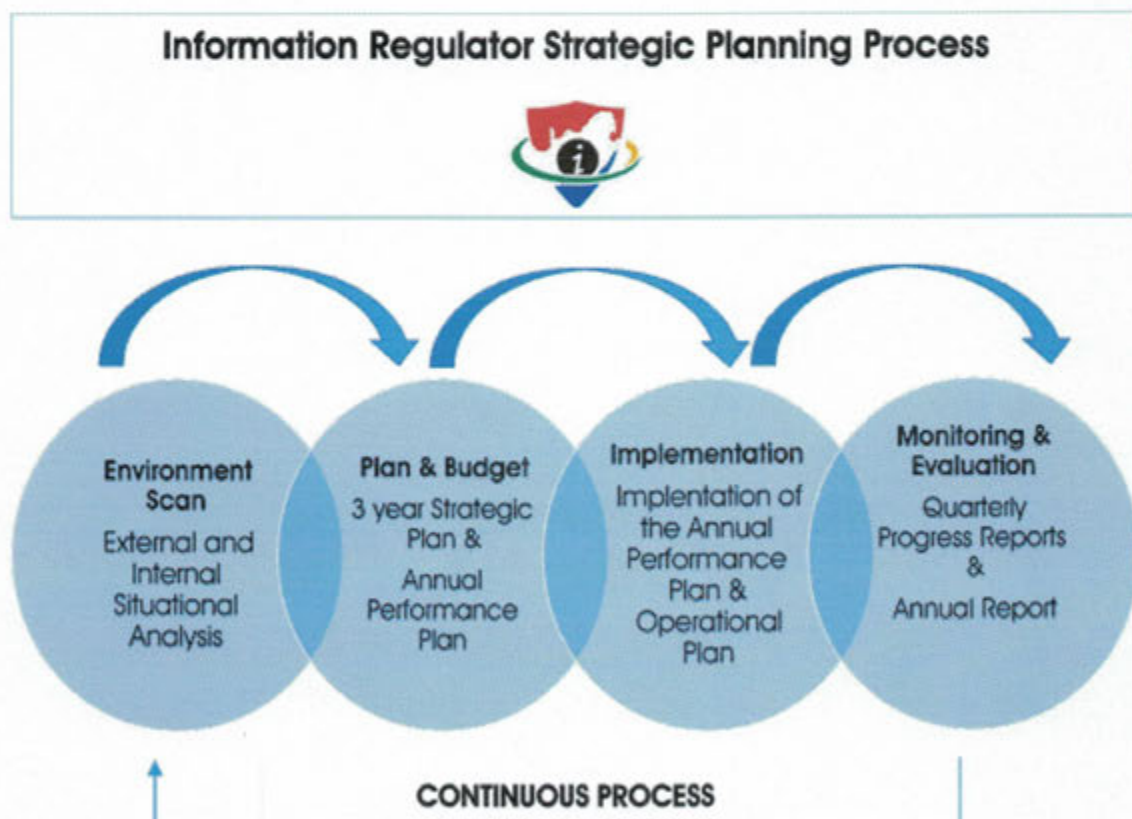 Information Regulator Strategic Planning Process
i
Environment
Scan
External and
Internal
Situational
Analysis
Plan & Budget
3 year Strategic
Plan &
Annual
Performance
Plan
Implementation
Implentation of
the Annual
Performance
Plan &
Operational
Plan
Monitoring &
Evaluation
Quarterly
Progress Reports
&
Annual Report
CONTINUOUS PROCESS